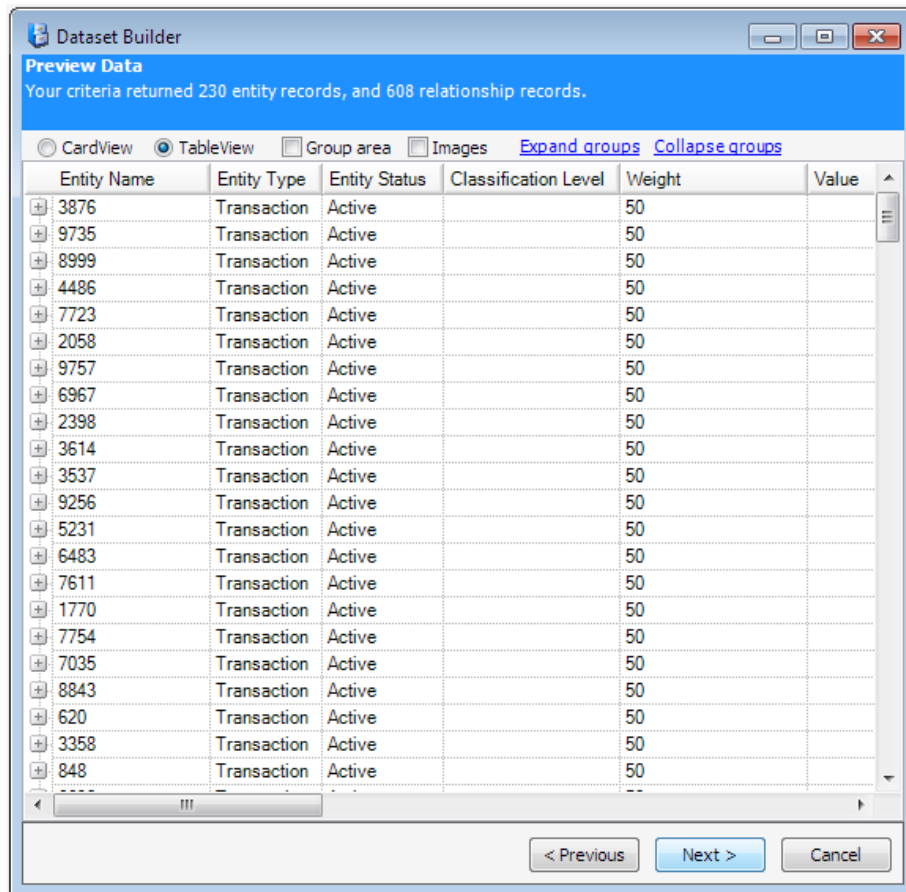 Dataset Builder
Preview Data
Your criteria returned 230 entity records, and 608 relationship records.
CardView TableView Group area Images Expand groups Collapse groups
Entity Name Entity Type Entity Status Classification Level Weight Value
3876 Transaction Active 50
9735 Transaction Active 50
8999 Transaction Active 50
4486 Transaction Active 50
7723 Transaction Active 50
2058 Transaction Active 50
9757 Transaction Active 50
6967 Transaction Active 50
2398 Transaction Active 50
3614 Transaction Active 50
3537 Transaction Active 50
9256 Transaction Active 50
5231 Transaction Active 50
6483 Transaction Active 50
7611 Transaction Active 50
1770 Transaction Active 50
7754 Transaction Active 50
7035 Transaction Active 50
8843 Transaction Active 50
620 Transaction Active 50
3358 Transaction Active 50
848 Transaction Active 50
< Previous Next > Cancel